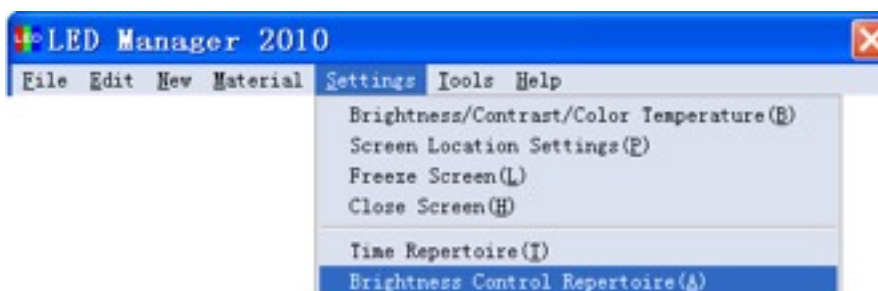 LED LED Manager 2010
File Edit New Material Settings Tools Help
Brightness/Contrast/Color Temperature(B)
Screen Location Settings(P)
Freeze Screen(L)
Close Screen(H)
Time Repertoire(T)
Brightness Control Repertoire(A)